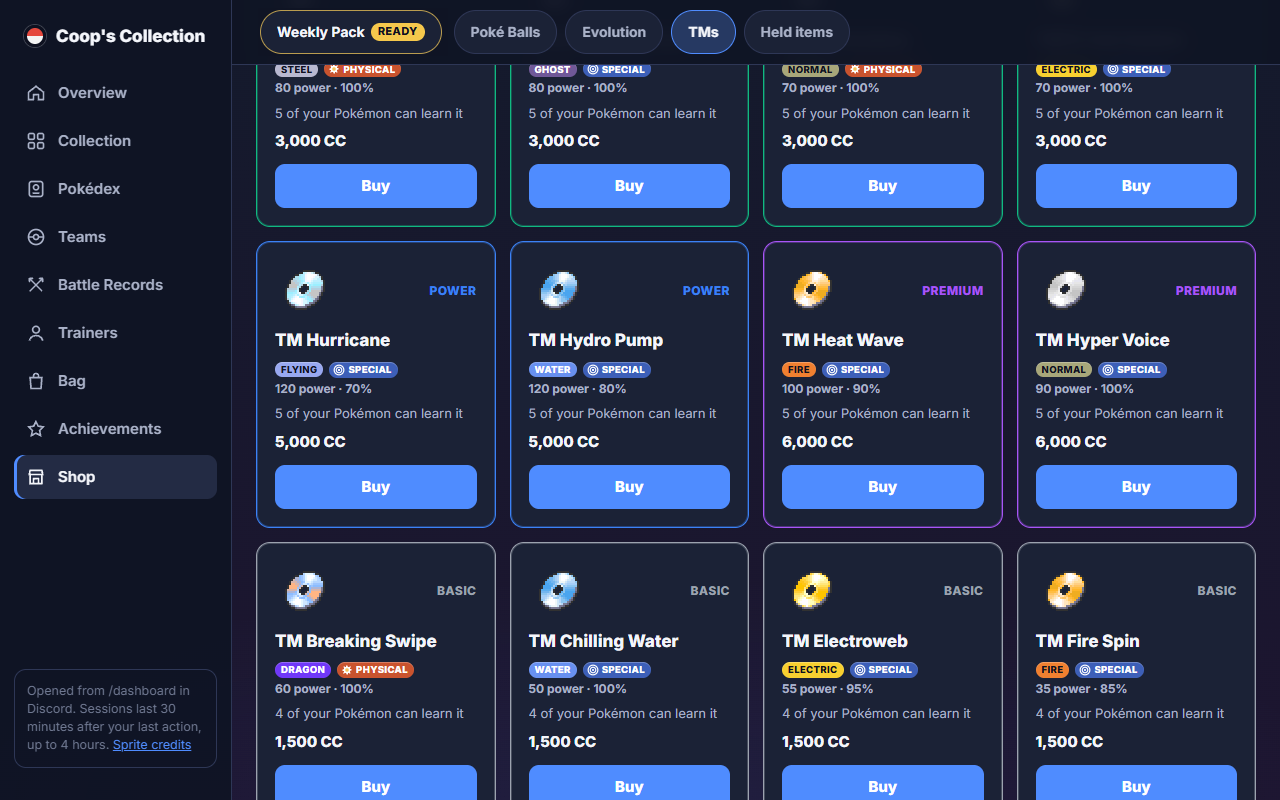 Coop's Collection
Overview
Collection
Pokédex
Teams
Battle Records
Trainers
Bag
Achievements
Shop
Opened from /dashboard in
Discord. Sessions last 30
minutes after your last action,
up to 4 hours. Sprite credits
Weekly Pack READY Poké Balls Evolution TMs Held items
STEEL PHYSICAL
80 power · 100%
5 of your Pokémon can learn it
3,000 CC
Buy
GHOST SPECIAL
80 power · 100%
5 of your Pokémon can learn it
3,000 CC
Buy
NORMAL PHYSICAL
70 power · 100%
5 of your Pokémon can learn it
3,000 CC
Buy
ELECTRIC SPECIAL
70 power · 100%
5 of your Pokémon can learn it
3,000 CC
Buy
POWER
TM Hurricane
FLYING SPECIAL
120 power · 70%
5 of your Pokémon can learn it
5,000 CC
Buy
POWER
TM Hydro Pump
WATER SPECIAL
120 power · 80%
5 of your Pokémon can learn it
5,000 CC
Buy
PREMIUM
TM Heat Wave
FIRE SPECIAL
100 power · 90%
5 of your Pokémon can learn it
6,000 CC
Buy
PREMIUM
TM Hyper Voice
NORMAL SPECIAL
90 power · 100%
5 of your Pokémon can learn it
6,000 CC
Buy
BASIC
TM Breaking Swipe
DRAGON PHYSICAL
60 power · 100%
4 of your Pokémon can learn it
1,500 CC
Buy
BASIC
TM Chilling Water
WATER SPECIAL
50 power · 100%
4 of your Pokémon can learn it
1,500 CC
Buy
BASIC
TM Electroweb
ELECTRIC SPECIAL
55 power · 95%
4 of your Pokémon can learn it
1,500 CC
Buy
BASIC
TM Fire Spin
FIRE SPECIAL
35 power · 85%
4 of your Pokémon can learn it
1,500 CC
Buy